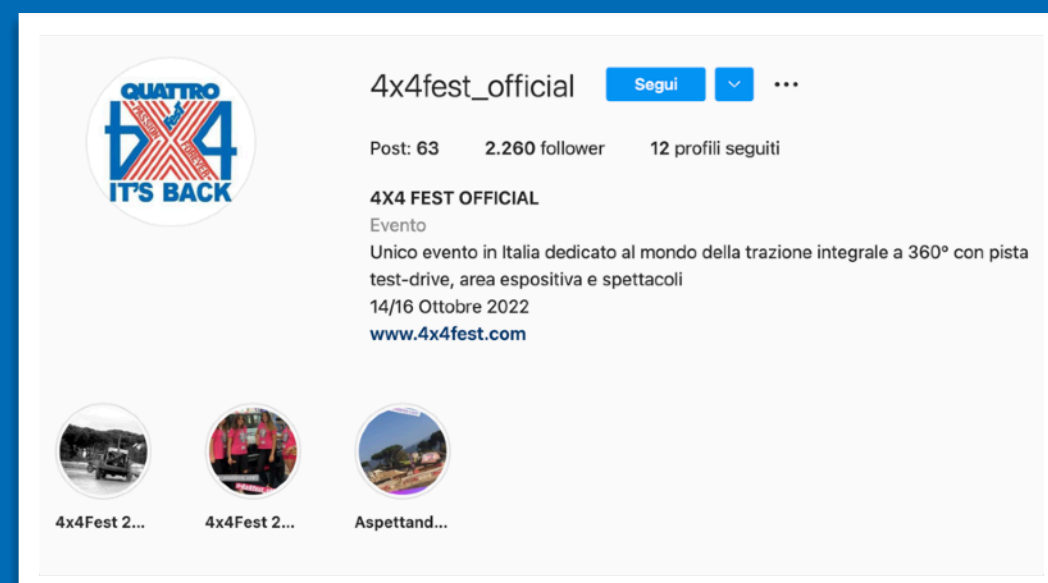 QUATTRO
Fest
4X4
PASSION
FOREVER
IT'S BACK
4x4fest_official Segui
Post: 63 2.260 follower 12 profili seguiti
4X4 FEST OFFICIAL
Evento
Unico evento in Italia dedicato al mondo della trazione integrale a 360° con pista
test-drive, area espositiva e spettacoli
14/16 Ottobre 2022
www.4x4fest.com
4x4Fest 2... 4x4Fest 2... Aspettand...